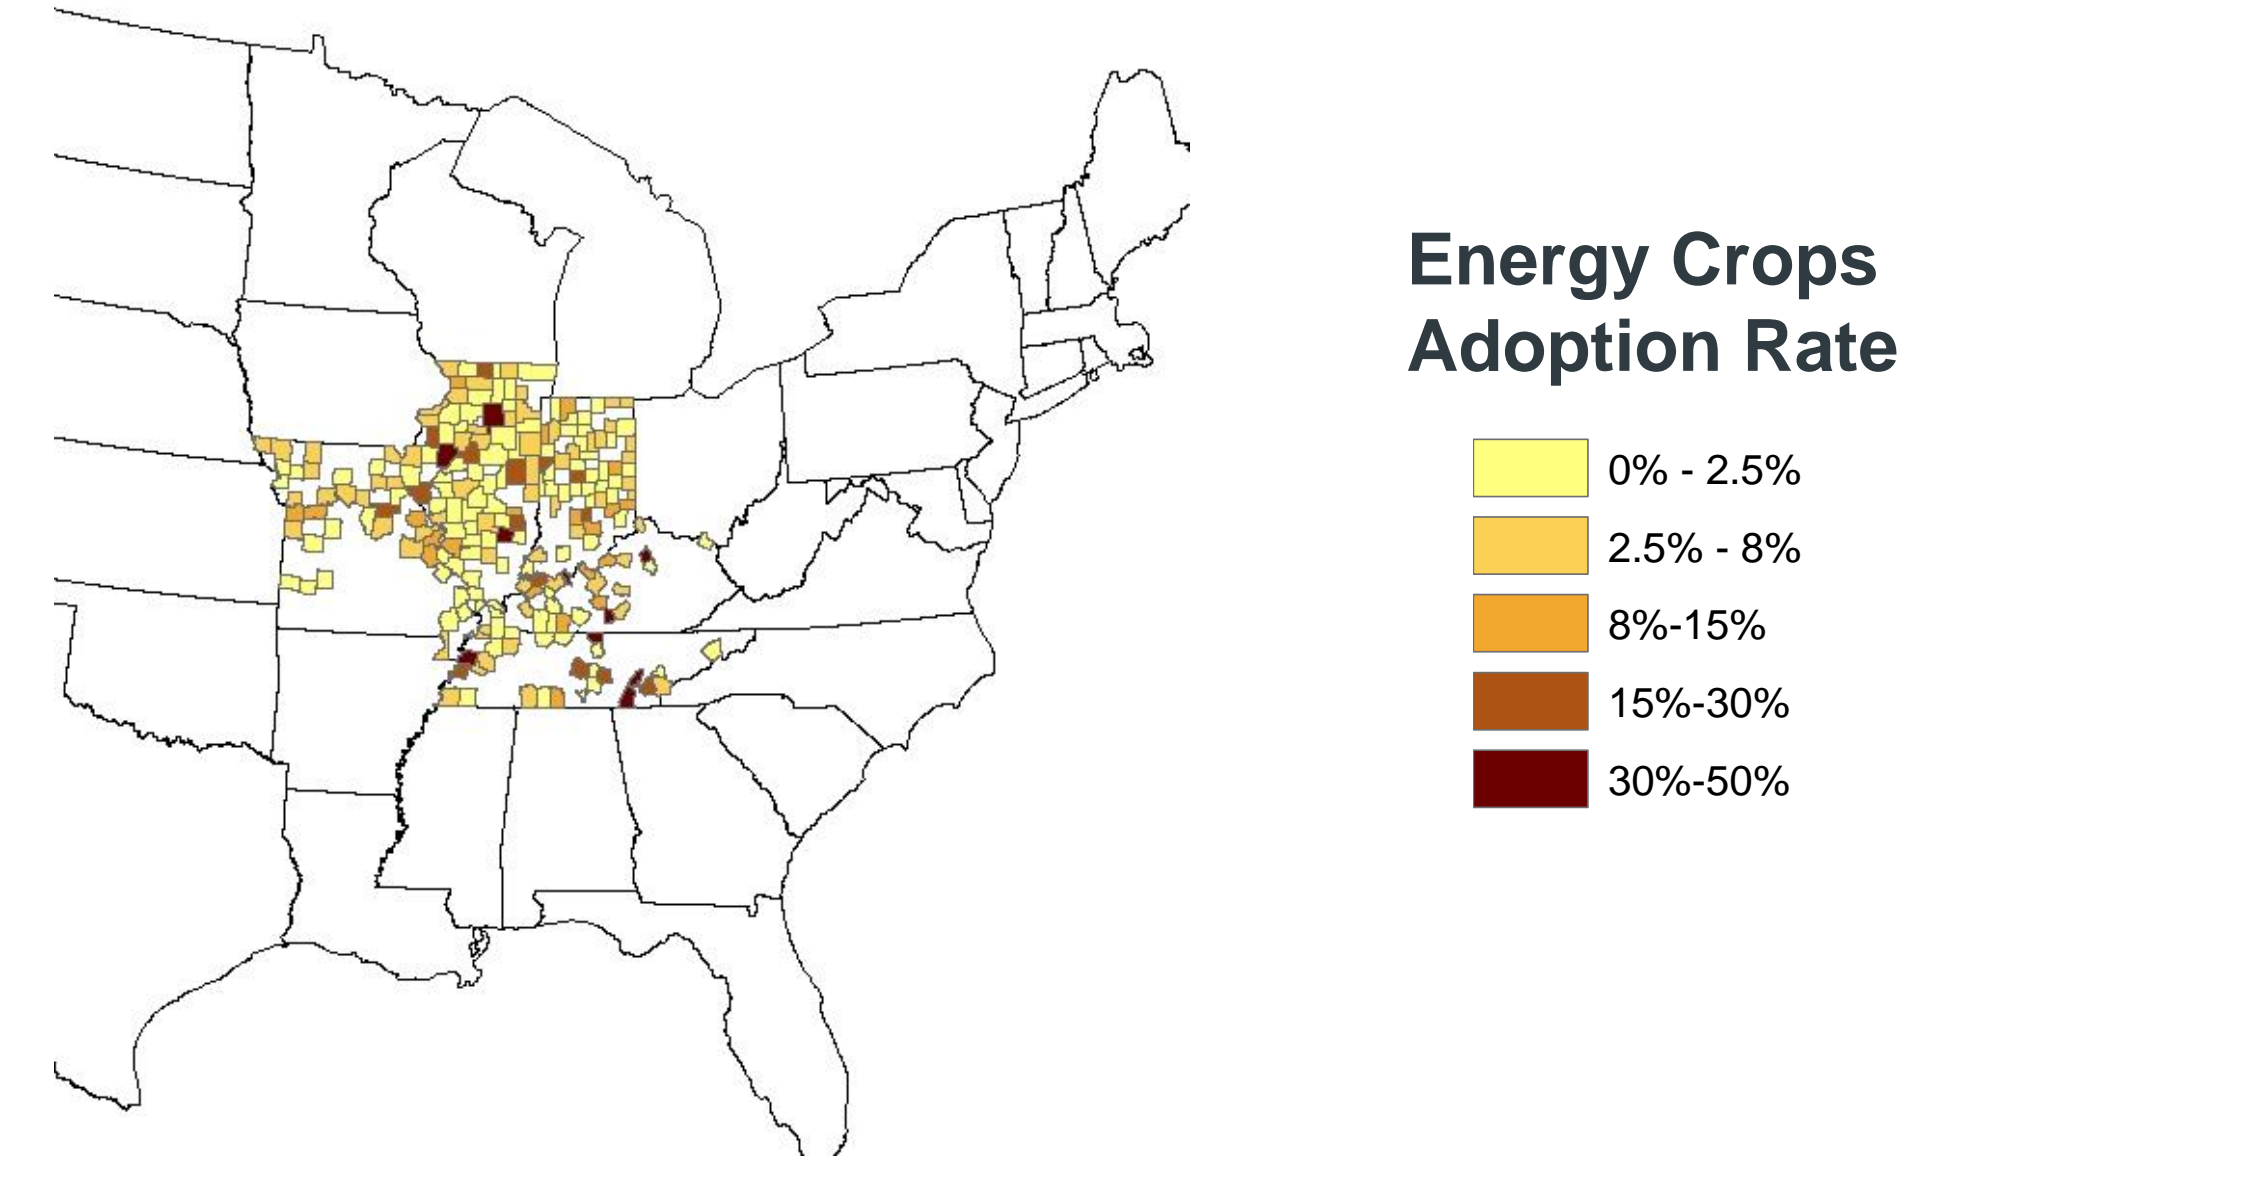 Energy Crops
Adoption Rate
0% - 2.5%
2.5% - 8%
8%-15%
15%-30%
30%-50%